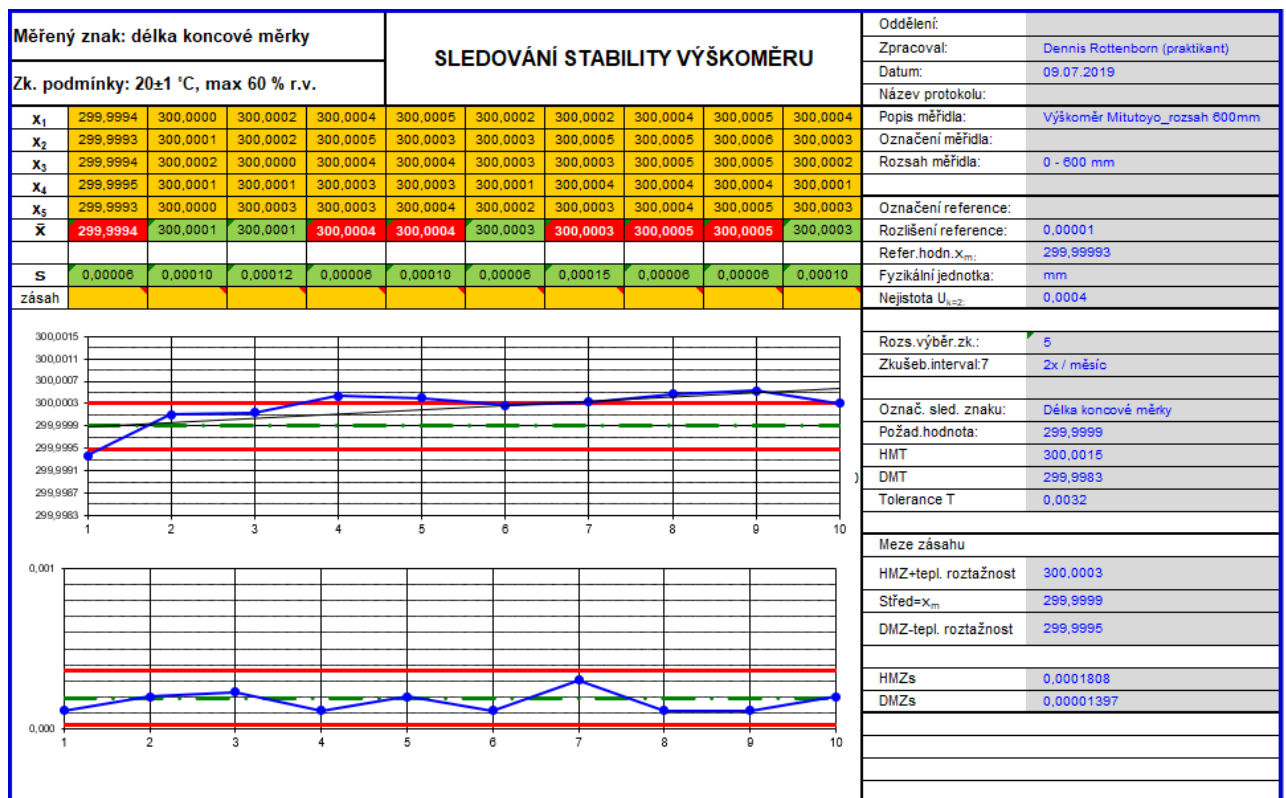 Měřený znak: délka koncové měrky
Zk. podmínky: 20±1 °C, max 60 % r.v.
SLEDOVÁNÍ STABILITY VÝŠKOMĚRU
Oddělení:
Zpracoval: Dennis Rottenborn (praktikant)
Datum: 09.07.2019
Název protokolu:
x₁ 299,9994 300,0000 300,0002 300,0004 300,0005 300,0002 300,0002 300,0004 300,0005 300,0004
x₂ 299,9993 300,0001 300,0002 300,0005 300,0003 300,0003 300,0005 300,0005 300,0006 300,0003
x₃ 299,9994 300,0002 300,0000 300,0004 300,0004 300,0003 300,0003 300,0005 300,0005 300,0002
x₄ 299,9995 300,0001 300,0001 300,0003 300,0003 300,0001 300,0004 300,0004 300,0004 300,0001
x₅ 299,9993 300,0000 300,0003 300,0003 300,0004 300,0002 300,0003 300,0004 300,0005 300,0003
x̄ 299,9994 300,0001 300,0001 300,0004 300,0004 300,0003 300,0003 300,0005 300,0005 300,0003
s 0,00006 0,00010 0,00012 0,00006 0,00010 0,00006 0,00015 0,00006 0,00006 0,00010
zásah
Popis měřidla: Výškoměr Mitutoyo_rozsah 600mm
Označení měřidla:
Rozsah měřidla: 0 - 600 mm
Označení reference:
Rozlišení reference: 0,00001
Refer.hodn.xm: 299,99993
Fyzikální jednotka: mm
Nejistota Uk=2: 0,0004
Rozs.výběr.zk.: 5
Zkušeb.interval:7 2x / měsíc
Označ. sled. znaku: Délka koncové měrky
Požad.hodnota: 299,9999
HMT 300,0015
DMT 299,9983
Tolerance T 0,0032
Meze zásahu
HMZ+tepl. roztažnost 300,0003
Střed=xm 299,9999
DMZ-tepl. roztažnost 299,9995
HMZs 0,0001808
DMZs 0,00001397
300,0015
300,0011
300,0007
300,0003
299,9999
299,9995
299,9991
299,9987
299,9983
1 2 3 4 5 6 7 8 9 10
0,001
0,000
1 2 3 4 5 6 7 8 9 10